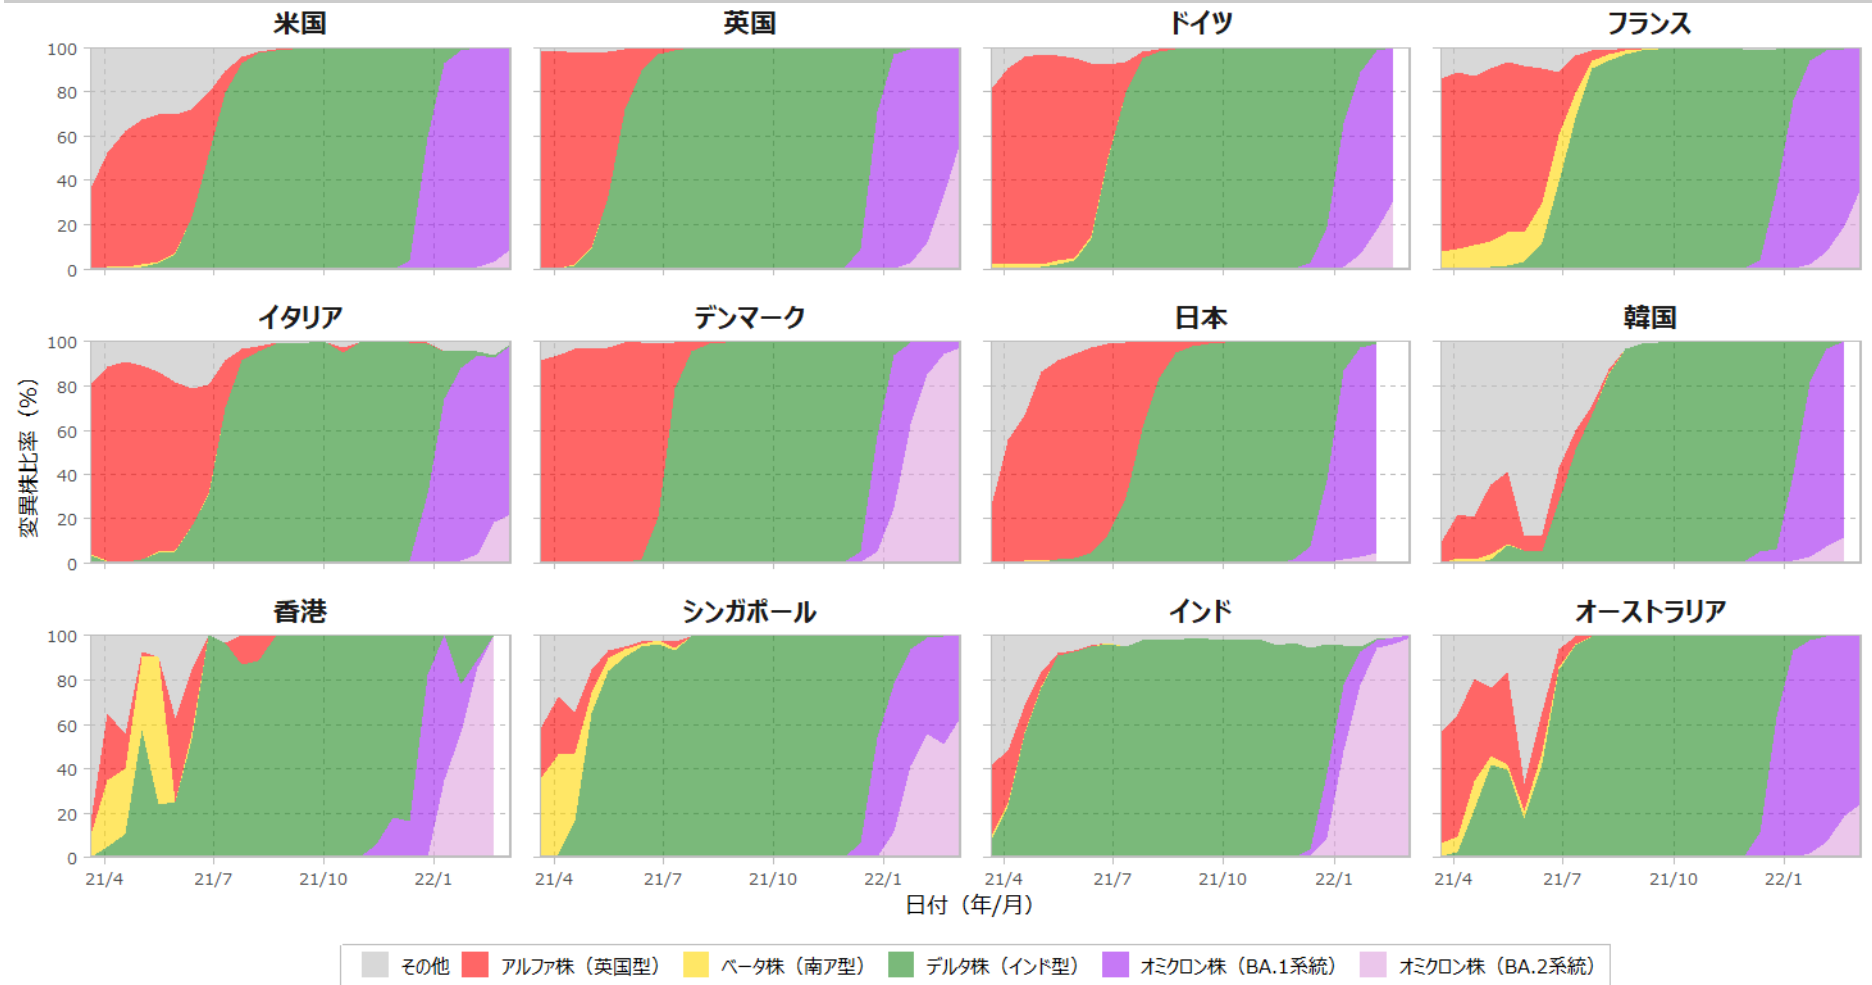 米国 英国 ドイツ フランス
100
80
60
40
20
0
イタリア デンマーク 日本 韓国
100
80
60
40
20
0
香港 シンガポール インド オーストラリア
100
80
60
40
20
0
変異株比率（%）
21/4 21/7 21/10 22/1 21/4 21/7 21/10 22/1 21/4 21/7 21/10 22/1 21/4 21/7 21/10 22/1
日付（年/月）
その他 アルファ株（英国型） ベータ株（南ア型） デルタ株（インド型） オミクロン株（BA.1系統） オミクロン株（BA.2系統）